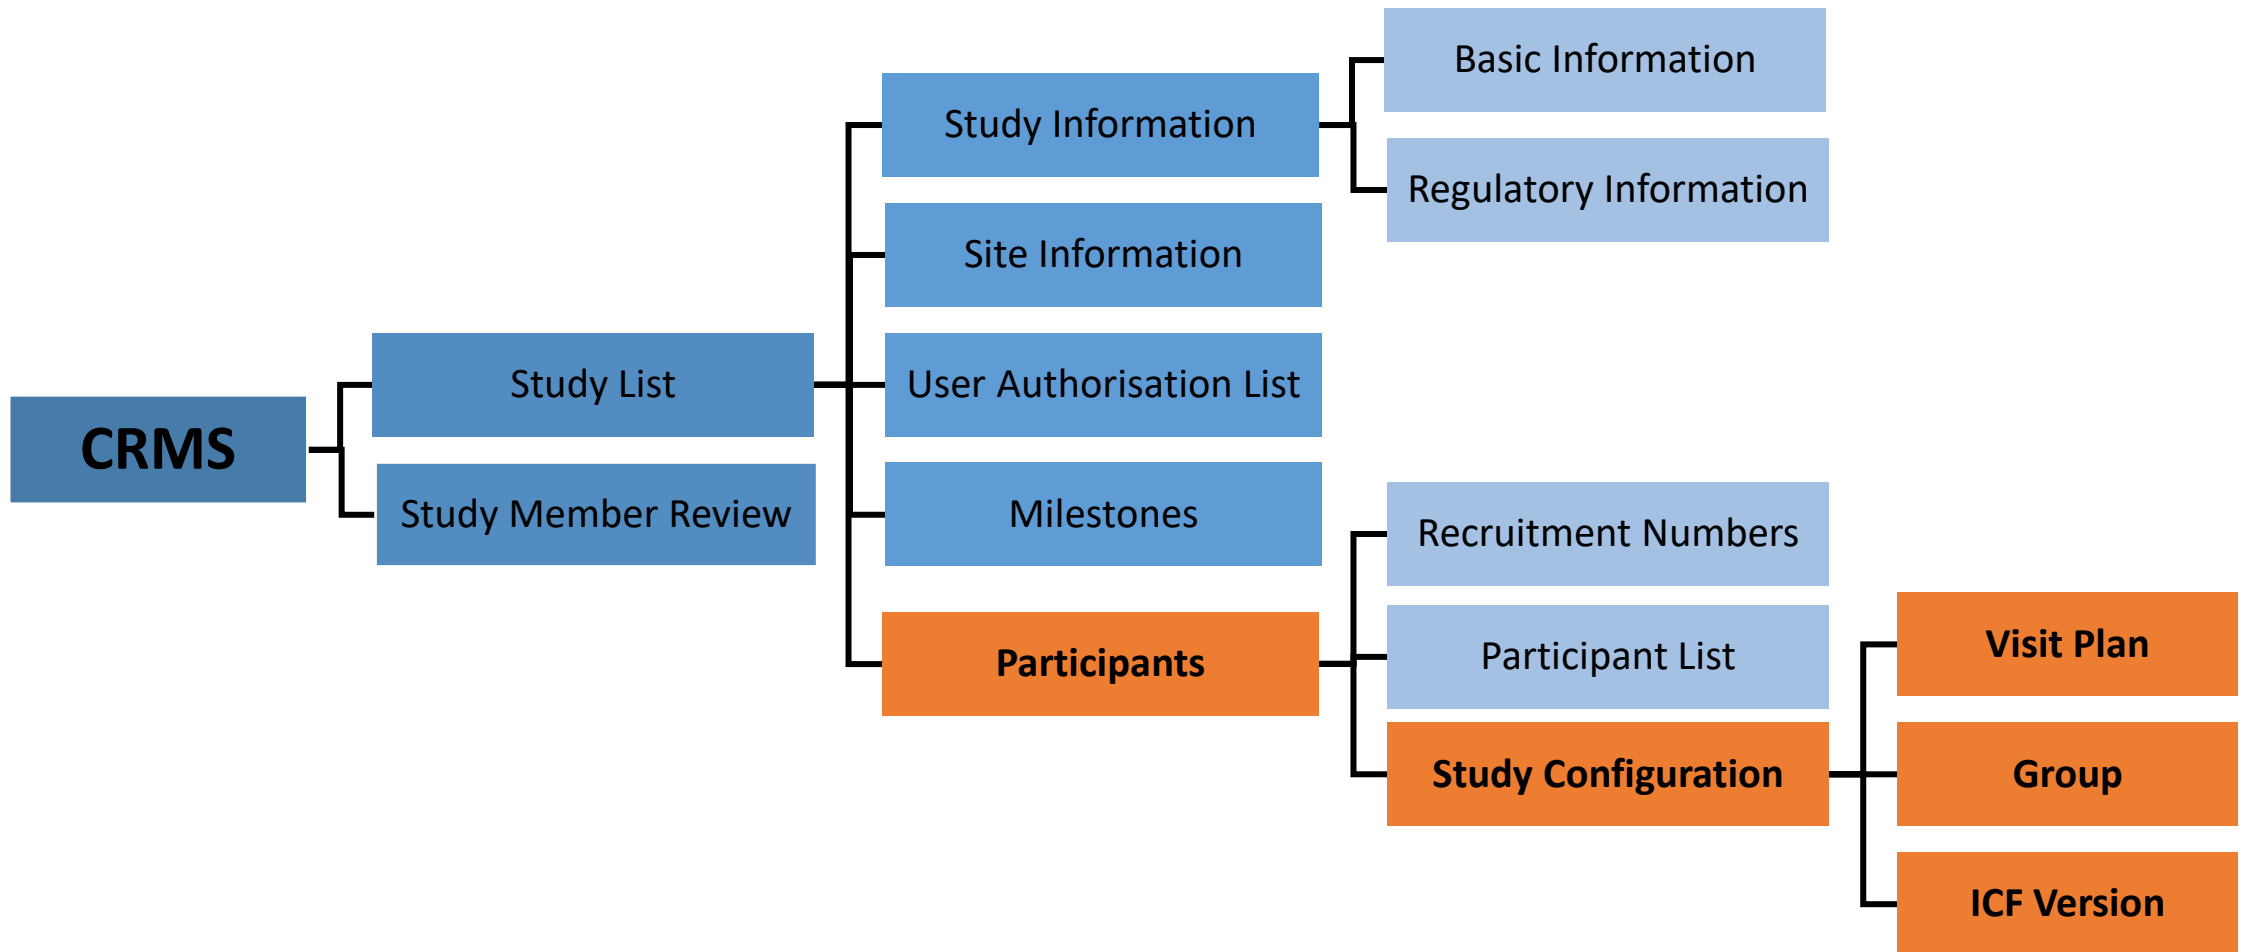 CRMS
Study List
Study Member Review
Study Information
Site Information
User Authorisation List
Milestones
Participants
Basic Information
Regulatory Information
Recruitment Numbers
Participant List
Study Configuration
Visit Plan
Group
ICF Version